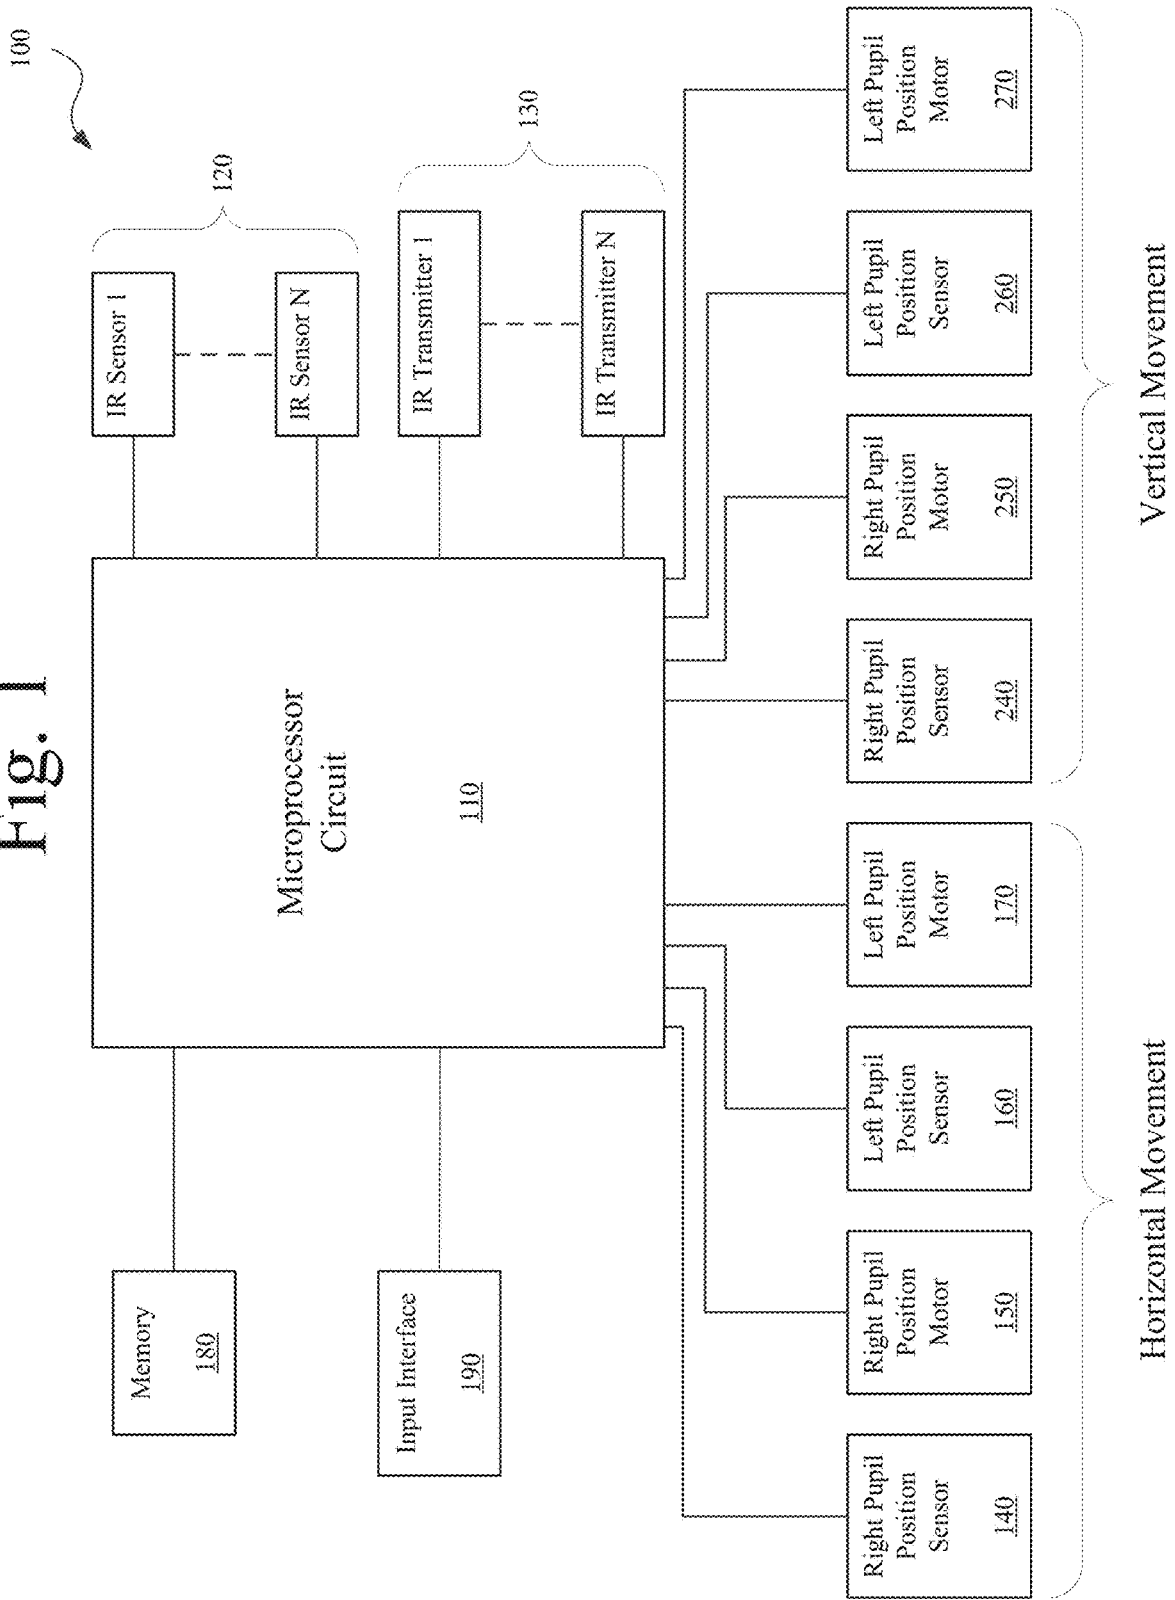 Fig. 1
100
Memory
180
Input Interface
190
Microprocessor
Circuit
110
IR Sensor 1
IR Sensor N
120
IR Transmitter 1
IR Transmitter N
130
Right Pupil
Position
Sensor
140
Right Pupil
Position
Motor
150
Left Pupil
Position
Sensor
160
Left Pupil
Position
Motor
170
Right Pupil
Position
Sensor
240
Right Pupil
Position
Motor
250
Left Pupil
Position
Sensor
260
Left Pupil
Position
Motor
270
Horizontal Movement
Vertical Movement